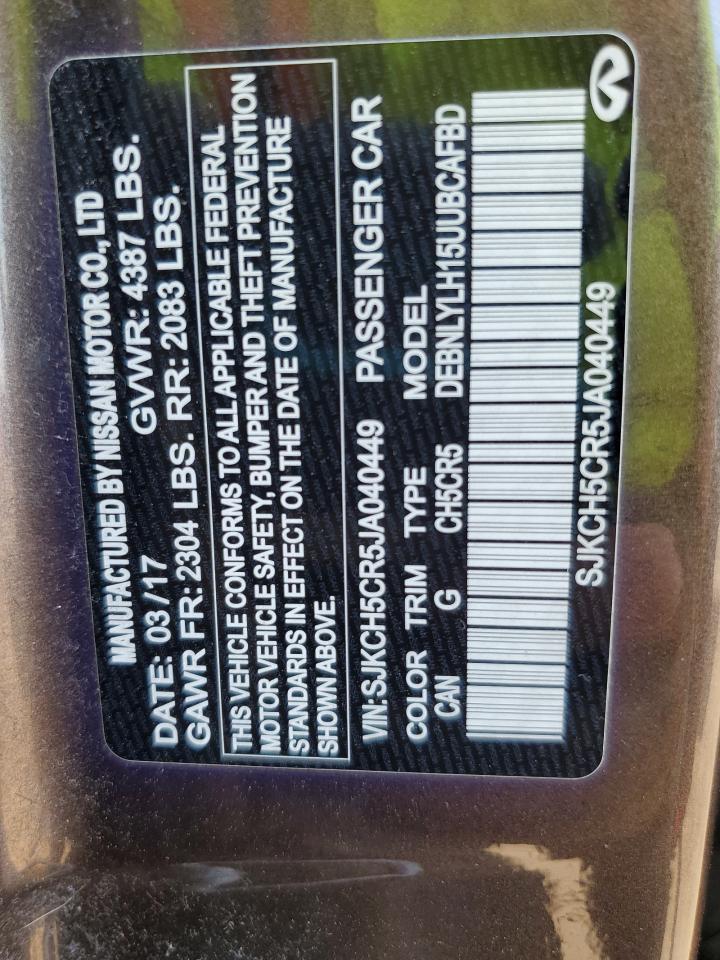 MANUFACTURED BY NISSAN MOTOR CO., LTD
DATE: 03 /17 GVWR: 4387 LBS.
GAWR FR: 2304 LBS. RR: 2083 LBS.
THIS VEHICLE CONFORMS TO ALL APPLICABLE FEDERAL
MOTOR VEHICLE SAFETY, BUMPER AND THEFT PREVENTION
STANDARDS IN EFFECT ON THE DATE OF MANUFACTURE
SHOWN ABOVE.
VIN: SJKCH5CR5JA040449 PASSENGER CAR
COLOR TRIM TYPE MODEL
CAN G CH5CR5 DEBNLYLH15UUBCAFBD
SJKCH5CR5JA040449